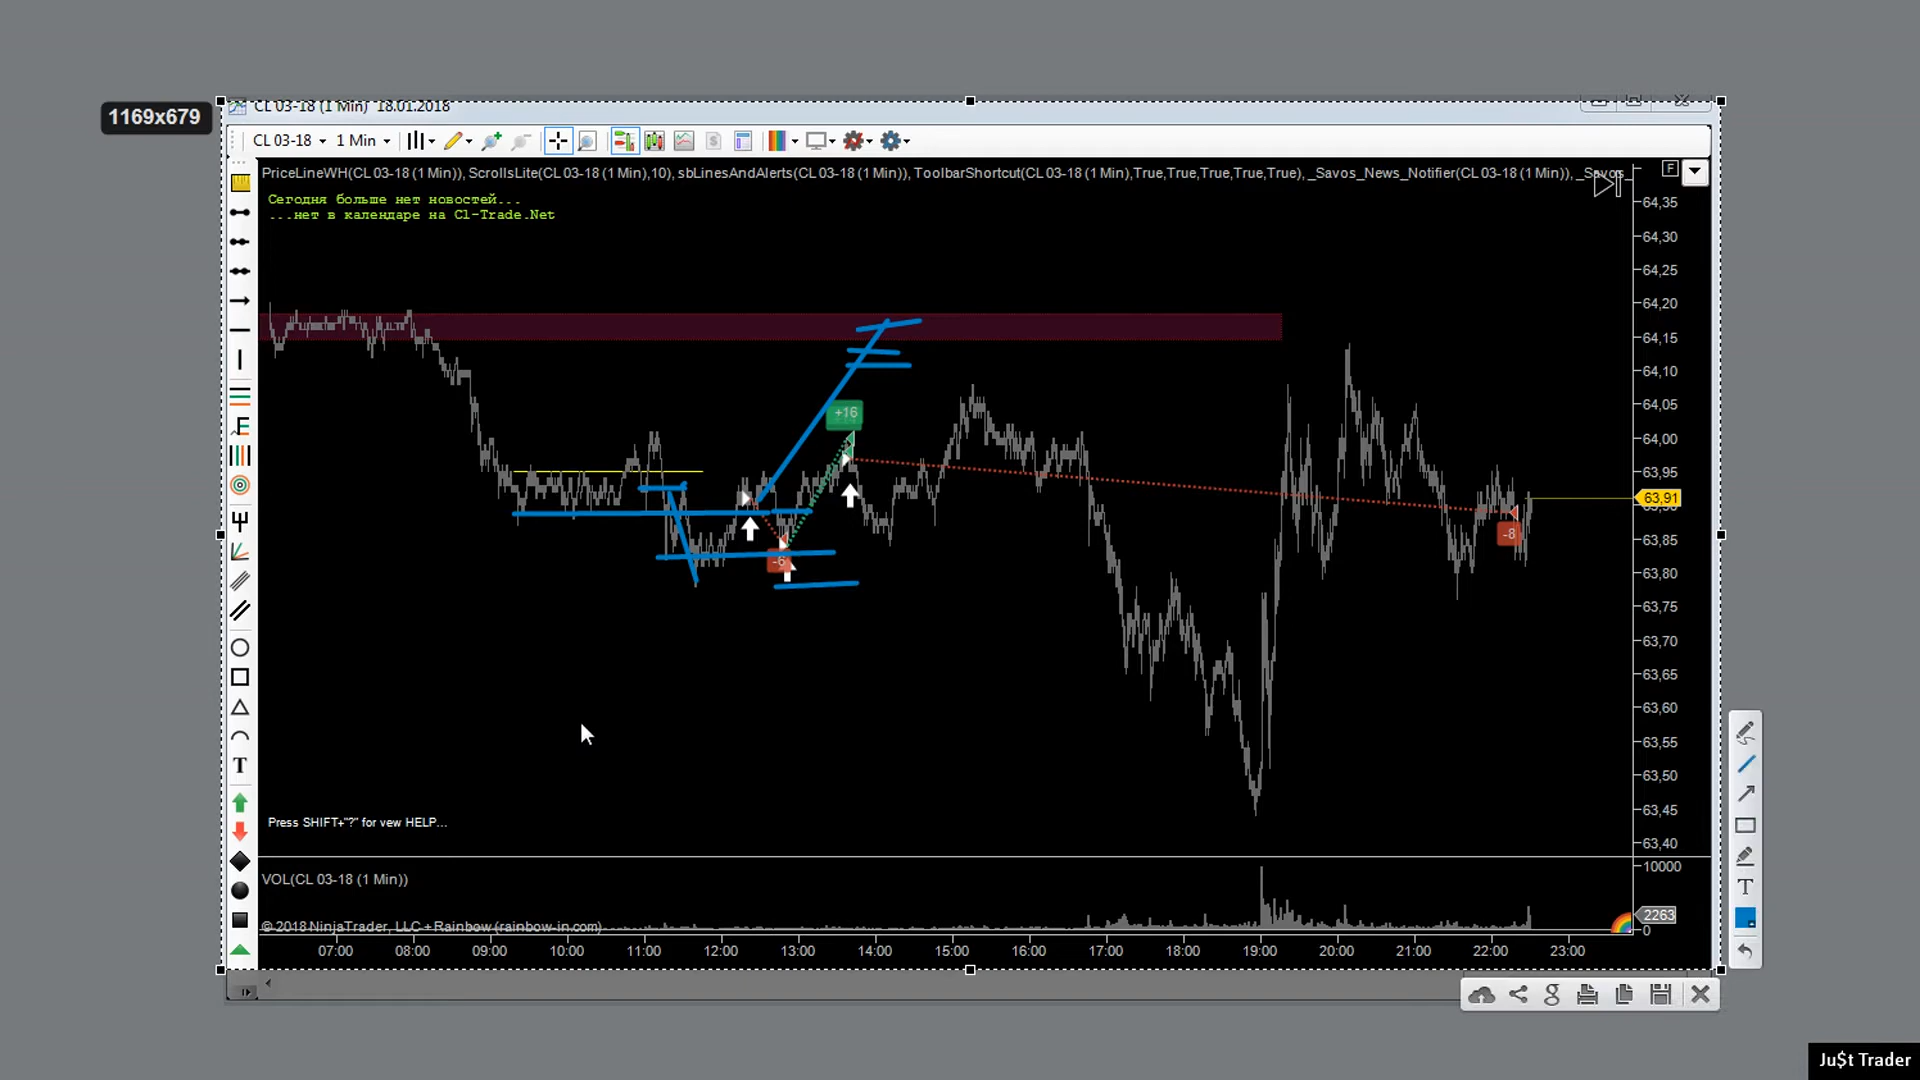 1169x679
CL 03-18 (1 Min) 18.01.2018
CL 03-18 1 Min
PriceLineWH(CL 03-18 (1 Min)), ScrollsLite(CL 03-18 (1 Min),10), sbLinesAndAlerts(CL 03-18 (1 Min)), ToolbarShortcut(CL 03-18 (1 Min),True,True,True,True,True), _Savos_News_Notifier(CL 03-18 (1 Min)), _Savos_
F
Сегодня больше нет новостей...
...нет в календаре на Cl-Trade.Net
64,35
64,30
64,25
64,20
64,15
64,10
64,05
64,00
63,95
63,91
63,85
63,80
63,75
63,70
63,65
63,60
63,55
63,50
63,45
63,40
+16
-6
-8
T
Press SHIFT+"?" for vew HELP...
VOL(CL 03-18 (1 Min))
10000
2263
0
© 2018 NinjaTrader, LLC + Rainbow (rainbow-in.com)
07:00 08:00 09:00 10:00 11:00 12:00 13:00 14:00 15:00 16:00 17:00 18:00 19:00 20:00 21:00 22:00 23:00
T
Ju$t Trader